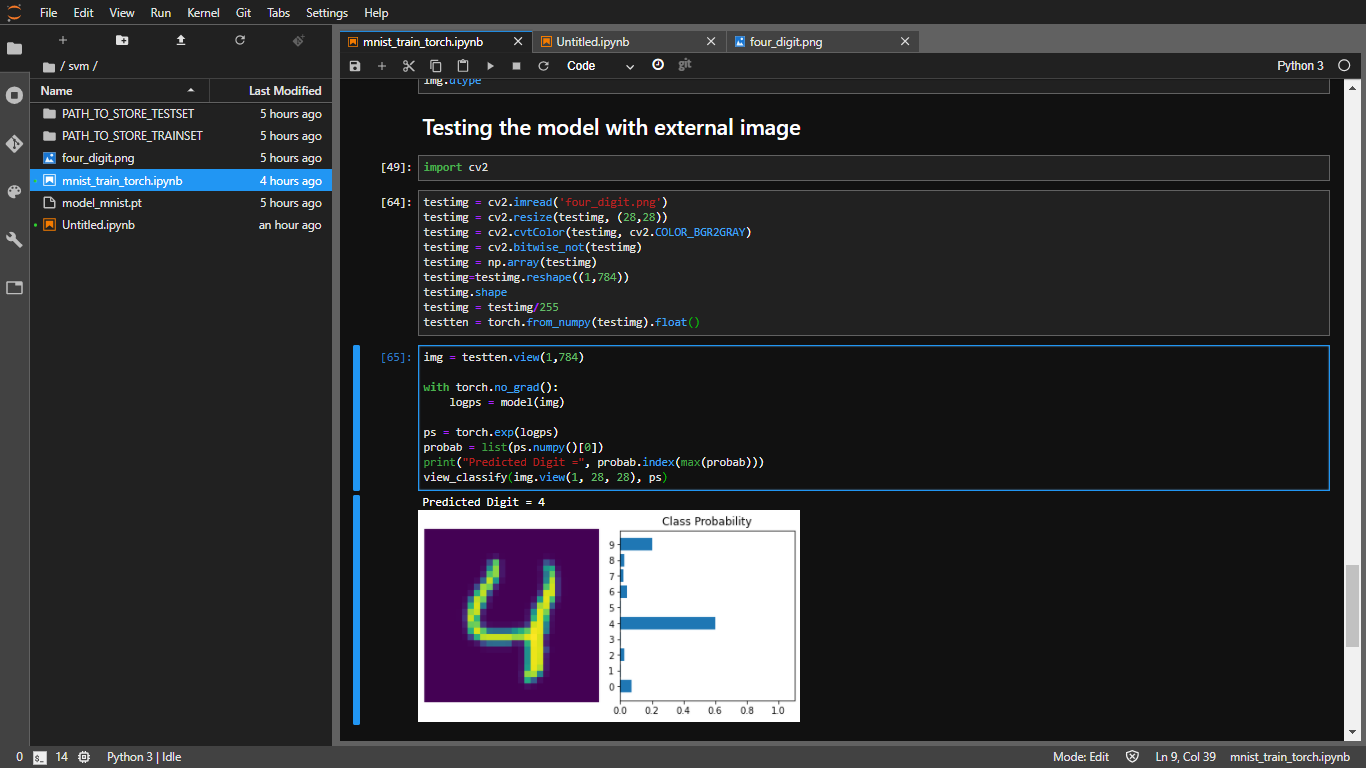 File Edit View Run Kernel Git Tabs Settings Help
/ svm /
Name Last Modified
PATH_TO_STORE_TESTSET 5 hours ago
PATH_TO_STORE_TRAINSET 5 hours ago
four_digit.png 5 hours ago
mnist_train_torch.ipynb 4 hours ago
model_mnist.pt 5 hours ago
Untitled.ipynb an hour ago
mnist_train_torch.ipynb Untitled.ipynb four_digit.png
Code git Python 3
img.dtype
Testing the model with external image
[49]: import cv2
[64]: testimg = cv2.imread('four_digit.png')
testimg = cv2.resize(testimg, (28,28))
testimg = cv2.cvtColor(testimg, cv2.COLOR_BGR2GRAY)
testimg = cv2.bitwise_not(testimg)
testimg = np.array(testimg)
testimg=testimg.reshape((1,784))
testimg.shape
testimg = testimg/255
testten = torch.from_numpy(testimg).float()
[65]: img = testten.view(1,784)
with torch.no_grad():
    logps = model(img)
ps = torch.exp(logps)
probab = list(ps.numpy()[0])
print("Predicted Digit =", probab.index(max(probab)))
view_classify(img.view(1, 28, 28), ps)
Predicted Digit = 4
Class Probability
4
9
8
7
6
5
4
3
2
1
0
0.0 0.2 0.4 0.6 0.8 1.0
0 14 Python 3 | Idle Mode: Edit Ln 9, Col 39 mnist_train_torch.ipynb